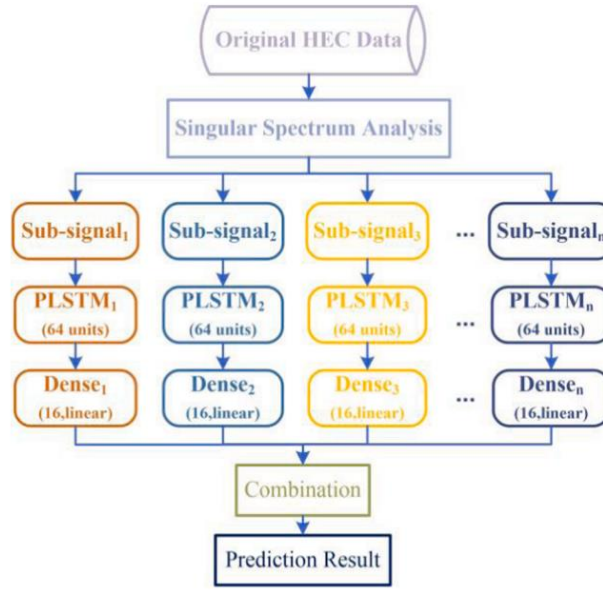 Original HEC Data
Singular Spectrum Analysis
Sub-signal₁ Sub-signal₂ Sub-signal₃ ... Sub-signalₙ
PLSTM₁ PLSTM₂ PLSTM₃ ... PLSTMₙ
(64 units) (64 units) (64 units) (64 units)
Dense₁ Dense₂ Dense₃ ... Denseₙ
(16,linear) (16,linear) (16,linear) (16,linear)
Combination
Prediction Result